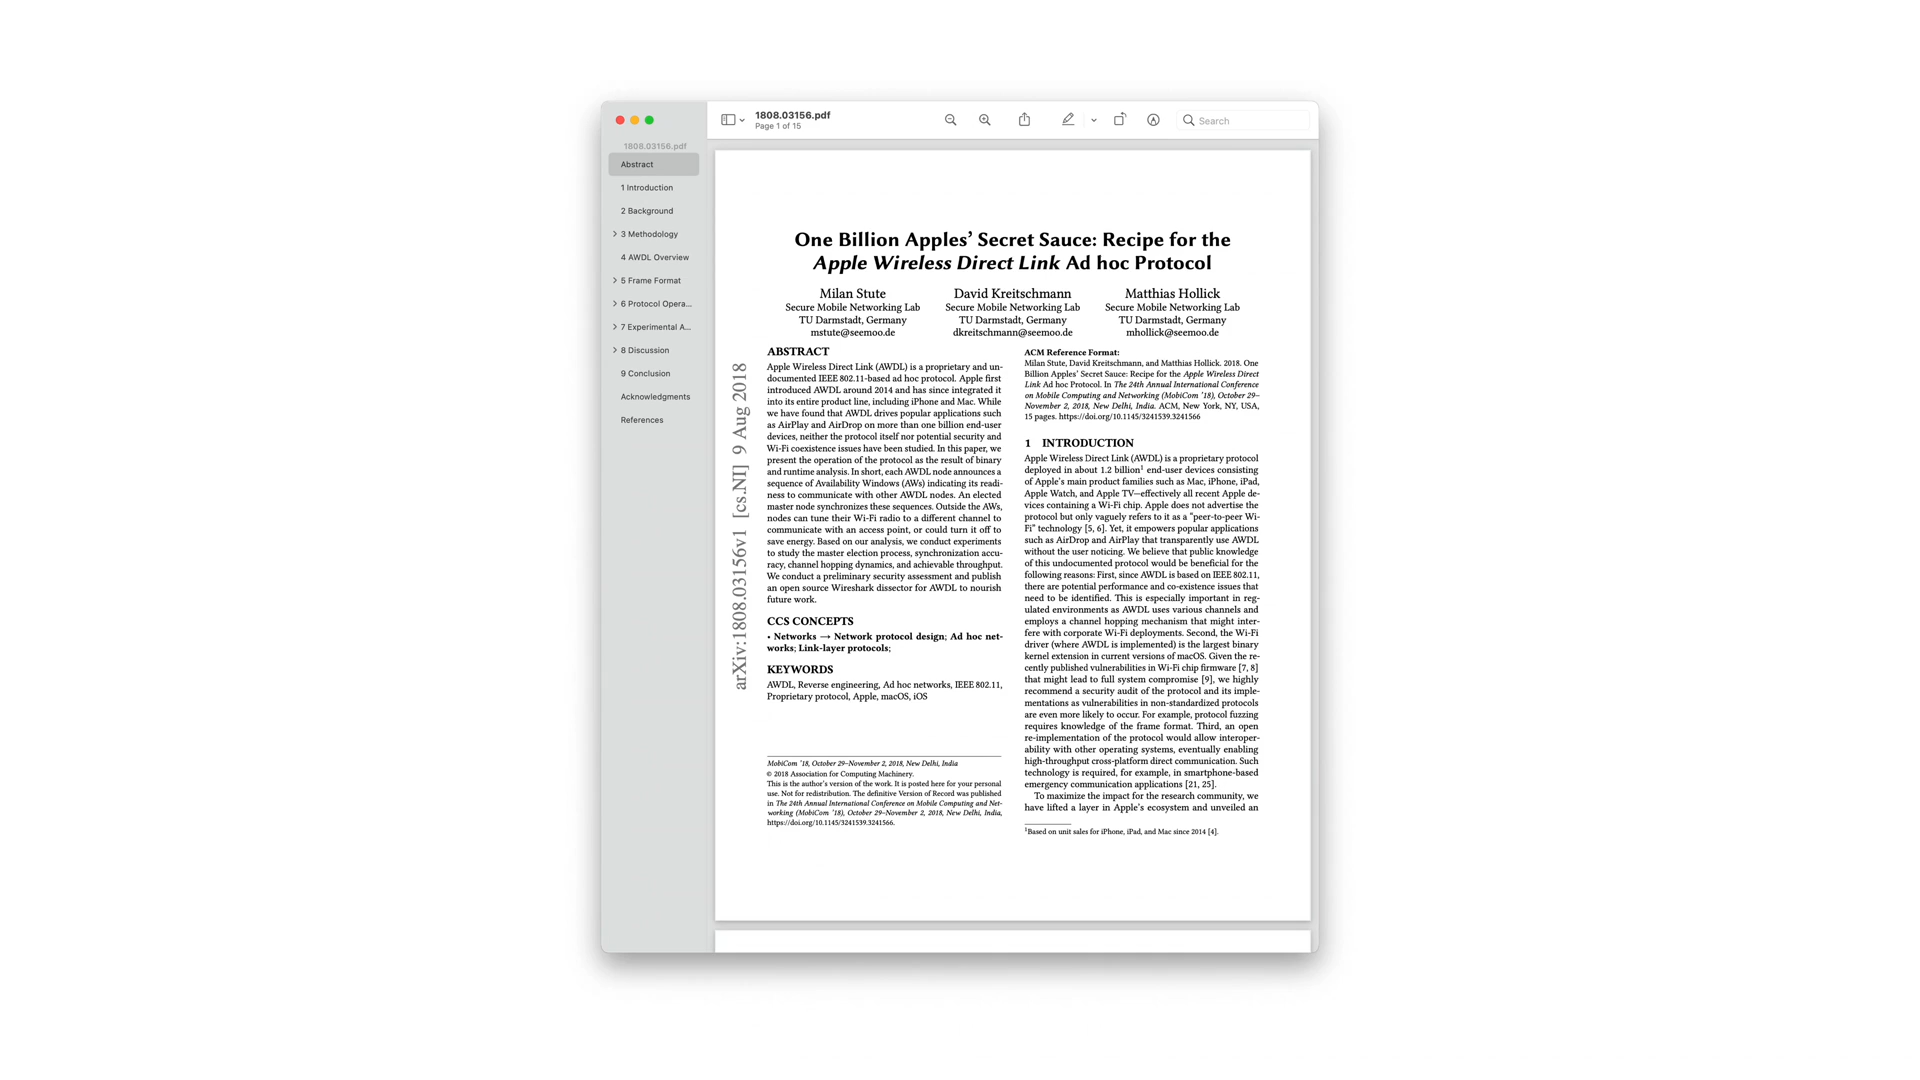 1808.03156.pdf
Page 1 of 15
Search
1808.03156.pdf
Abstract
1 Introduction
2 Background
3 Methodology
4 AWDL Overview
5 Frame Format
6 Protocol Opera...
7 Experimental A...
8 Discussion
9 Conclusion
Acknowledgments
References
One Billion Apples’ Secret Sauce: Recipe for the
Apple Wireless Direct Link Ad hoc Protocol
Milan Stute
Secure Mobile Networking Lab
TU Darmstadt, Germany
mstute@seemoo.de
David Kreitschmann
Secure Mobile Networking Lab
TU Darmstadt, Germany
dkreitschmann@seemoo.de
Matthias Hollick
Secure Mobile Networking Lab
TU Darmstadt, Germany
mhollick@seemoo.de
arXiv:1808.03156v1 [cs.NI] 9 Aug 2018
ABSTRACT
Apple Wireless Direct Link (AWDL) is a proprietary and un-
documented IEEE 802.11-based ad hoc protocol. Apple first
introduced AWDL around 2014 and has since integrated it
into its entire product line, including iPhone and Mac. While
we have found that AWDL drives popular applications such
as AirPlay and AirDrop on more than one billion end-user
devices, neither the protocol itself nor potential security and
Wi-Fi coexistence issues have been studied. In this paper, we
present the operation of the protocol as the result of binary
and runtime analysis. In short, each AWDL node announces a
sequence of Availability Windows (AWs) indicating its readi-
ness to communicate with other AWDL nodes. An elected
master node synchronizes these sequences. Outside the AWs,
nodes can tune their Wi-Fi radio to a different channel to
communicate with an access point, or could turn it off to
save energy. Based on our analysis, we conduct experiments
to study the master election process, synchronization accu-
racy, channel hopping dynamics, and achievable throughput.
We conduct a preliminary security assessment and publish
an open source Wireshark dissector for AWDL to nourish
future work.
CCS CONCEPTS
• Networks → Network protocol design; Ad hoc net-
works; Link-layer protocols;
KEYWORDS
AWDL, Reverse engineering, Ad hoc networks, IEEE 802.11,
Proprietary protocol, Apple, macOS, iOS
MobiCom ’18, October 29–November 2, 2018, New Delhi, India
© 2018 Association for Computing Machinery.
This is the author’s version of the work. It is posted here for your personal
use. Not for redistribution. The definitive Version of Record was published
in The 24th Annual International Conference on Mobile Computing and Net-
working (MobiCom ’18), October 29–November 2, 2018, New Delhi, India,
https://doi.org/10.1145/3241539.3241566.
ACM Reference Format:
Milan Stute, David Kreitschmann, and Matthias Hollick. 2018. One
Billion Apples’ Secret Sauce: Recipe for the Apple Wireless Direct
Link Ad hoc Protocol. In The 24th Annual International Conference
on Mobile Computing and Networking (MobiCom ’18), October 29–
November 2, 2018, New Delhi, India. ACM, New York, NY, USA,
15 pages. https://doi.org/10.1145/3241539.3241566
1 INTRODUCTION
Apple Wireless Direct Link (AWDL) is a proprietary protocol
deployed in about 1.2 billion¹ end-user devices consisting
of Apple’s main product families such as Mac, iPhone, iPad,
Apple Watch, and Apple TV—effectively all recent Apple de-
vices containing a Wi-Fi chip. Apple does not advertise the
protocol but only vaguely refers to it as a “peer-to-peer Wi-
Fi” technology [5, 6]. Yet, it empowers popular applications
such as AirDrop and AirPlay that transparently use AWDL
without the user noticing. We believe that public knowledge
of this undocumented protocol would be beneficial for the
following reasons: First, since AWDL is based on IEEE 802.11,
there are potential performance and co-existence issues that
need to be identified. This is especially important in reg-
ulated environments as AWDL uses various channels and
employs a channel hopping mechanism that might inter-
fere with corporate Wi-Fi deployments. Second, the Wi-Fi
driver (where AWDL is implemented) is the largest binary
kernel extension in current versions of macOS. Given the re-
cently published vulnerabilities in Wi-Fi chip firmware [7, 8]
that might lead to full system compromise [9], we highly
recommend a security audit of the protocol and its imple-
mentations as vulnerabilities in non-standardized protocols
are even more likely to occur. For example, protocol fuzzing
requires knowledge of the frame format. Third, an open
re-implementation of the protocol would allow interoper-
ability with other operating systems, eventually enabling
high-throughput cross-platform direct communication. Such
technology is required, for example, in smartphone-based
emergency communication applications [21, 25].
To maximize the impact for the research community, we
have lifted a layer in Apple’s ecosystem and unveiled an
¹Based on unit sales for iPhone, iPad, and Mac since 2014 [4].